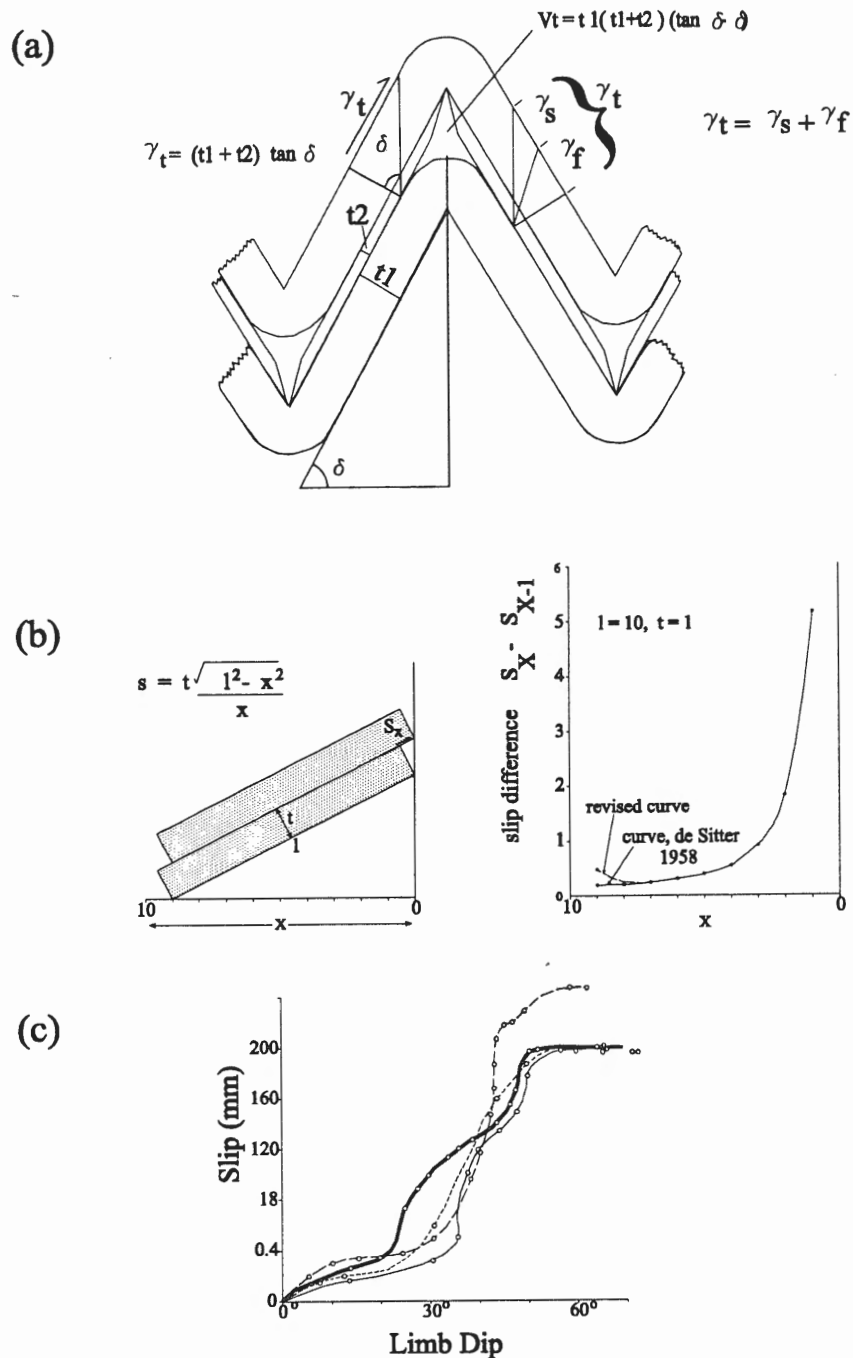 (a)
Vt = t 1( t1+t2 ) (tan δ- δ)
γt
γs
γt
γt = γs + γf
γt = (t1 + t2) tan δ
δ
γf
t2
t1
δ
(b)
s = t √ l² - x² / x
Sx
t
l
10
0
x
slip difference Sx - Sx-1
6
5
4
3
2
1
0
l = 10, t = 1
revised curve
curve, de Sitter
1958
10
0
x
(c)
Slip (mm)
200
160
120
18
0.4
0
0°
30°
60°
Limb Dip